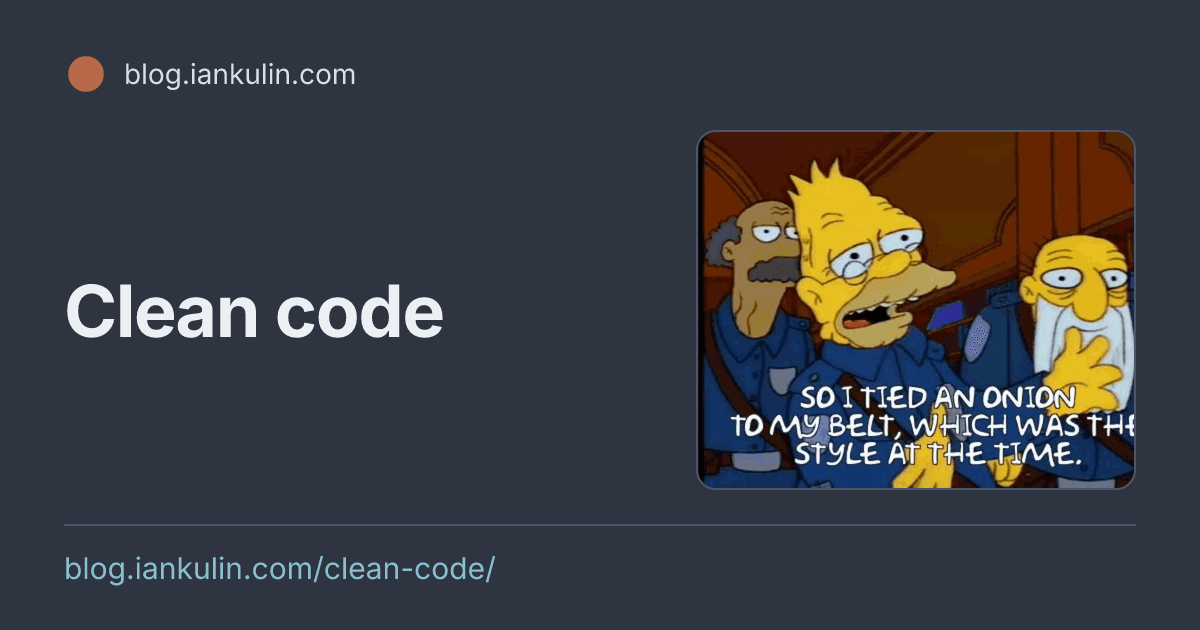 blog.iankulin.com
Clean code
SO I TIED AN ONION
TO MY BELT, WHICH WAS THE
STYLE AT THE TIME.
blog.iankulin.com/clean-code/